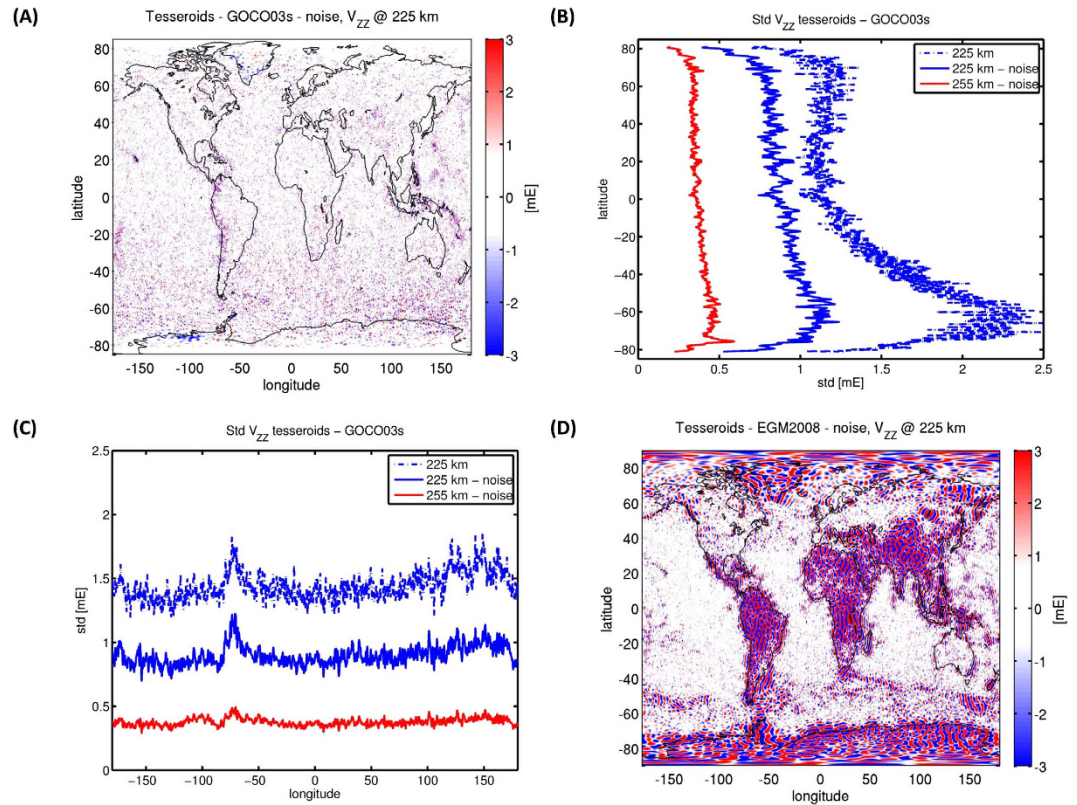 (A)
Tesseroids - GOCO03s - noise, VZZ @ 225 km
80
60
40
20
0
−20
−40
−60
−80
latitude
-150 -100 -50 0 50 100 150
longitude
3
2
1
0
-1
-2
-3
[mE]
(B)
Std VZZ tesseroids − GOCO03s
225 km
225 km − noise
255 km − noise
80
60
40
20
0
−20
−40
−60
−80
latitude
0 0.5 1 1.5 2 2.5
std [mE]
(C)
Std VZZ tesseroids − GOCO03s
225 km
225 km − noise
255 km − noise
2.5
2
1.5
1
0.5
0
std [mE]
−150 −100 −50 0 50 100 150
longitude
(D)
Tesseroids - EGM2008 - noise, VZZ @ 225 km
80
60
40
20
0
−20
−40
−60
−80
latitude
-150 -100 -50 0 50 100 150
longitude
3
2
1
0
-1
-2
-3
[mE]